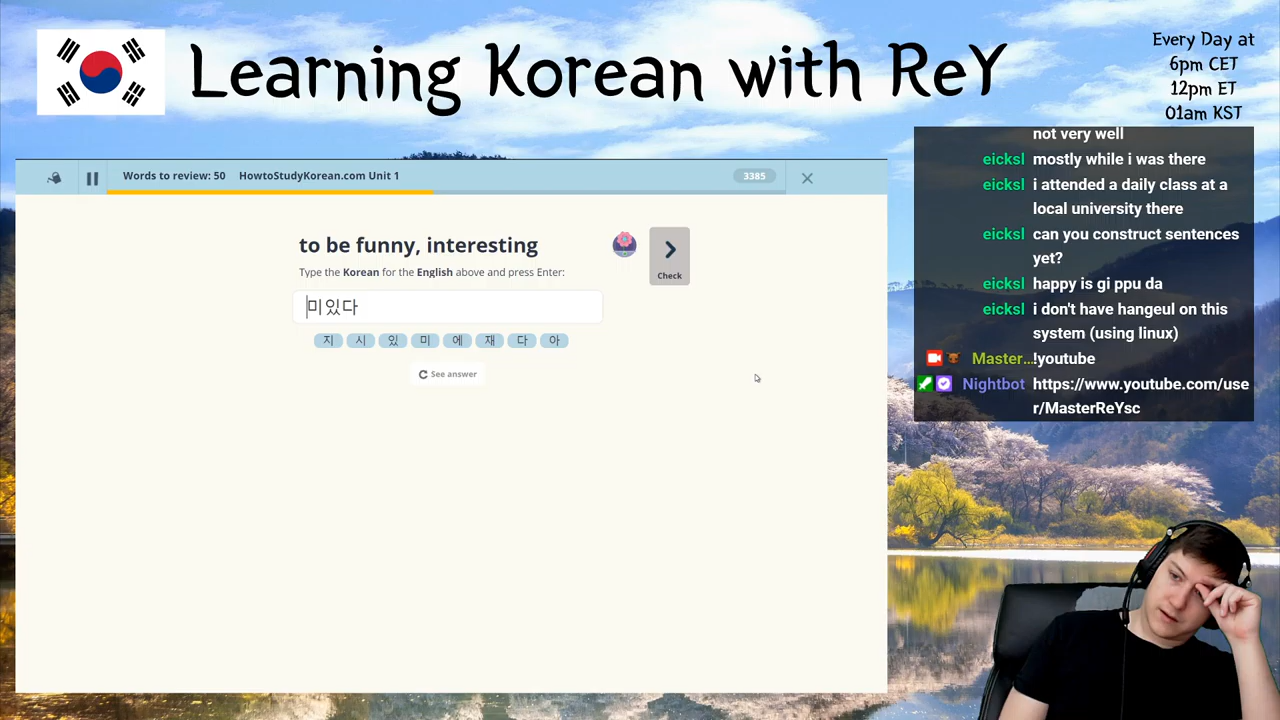 Learning Korean with ReY
Every Day at
6pm CET
12pm ET
01am KST
Words to review: 50 HowtoStudyKorean.com Unit 1
3385
to be funny, interesting
Type the Korean for the English above and press Enter:
Check
미있다
지 시 있 미 에 재 다 아
See answer
not very well
eicksl mostly while i was there
eicksl i attended a daily class at a
local university there
eicksl can you construct sentences
yet?
eicksl happy is gi ppu da
eicksl i don't have hangeul on this
system (using linux)
Master...!youtube
Nightbot https://www.youtube.com/use
r/MasterReYsc